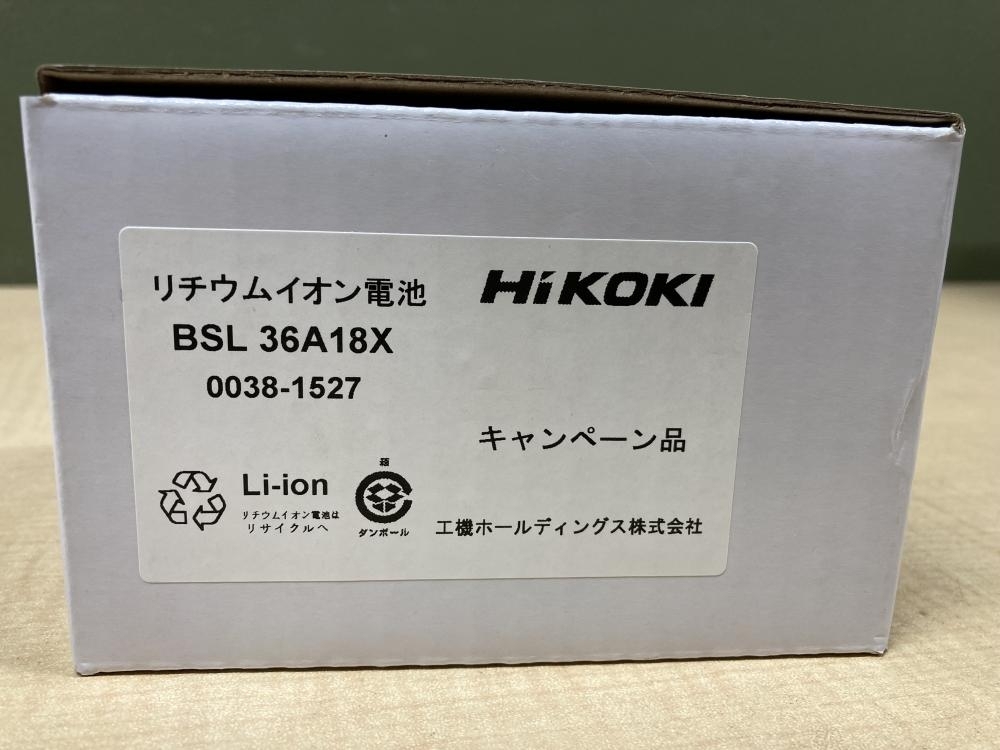 リチウムイオン電池
HiKOKI
BSL 36A18X
0038-1527
キャンペーン品
Li-ion
リチウムイオン電池は
リサイクルへ
箱
ダンボール
工機ホールディングス株式会社